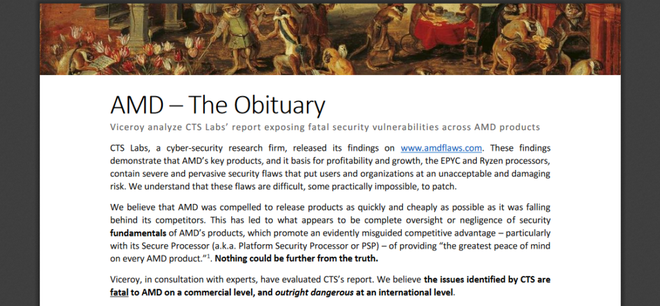 AMD – The Obituary
Viceroy analyze CTS Labs' report exposing fatal security vulnerabilities across AMD products
CTS Labs, a cyber-security research firm, released its findings on www.amdflaws.com. These findings
demonstrate that AMD's key products, and it basis for profitability and growth, the EPYC and Ryzen processors,
contain severe and pervasive security flaws that put users and organizations at an unacceptable and damaging
risk. We understand that these flaws are difficult, some practically impossible, to patch.
We believe that AMD was compelled to release products as quickly and cheaply as possible as it was falling
behind its competitors. This has led to what appears to be complete oversight or negligence of security
fundamentals of AMD's products, which promote an evidently misguided competitive advantage – particularly
with its Secure Processor (a.k.a. Platform Security Processor or PSP) – of providing "the greatest peace of mind
on every AMD product."¹. Nothing could be further from the truth.
Viceroy, in consultation with experts, have evaluated CTS's report. We believe the issues identified by CTS are
fatal to AMD on a commercial level, and outright dangerous at an international level.